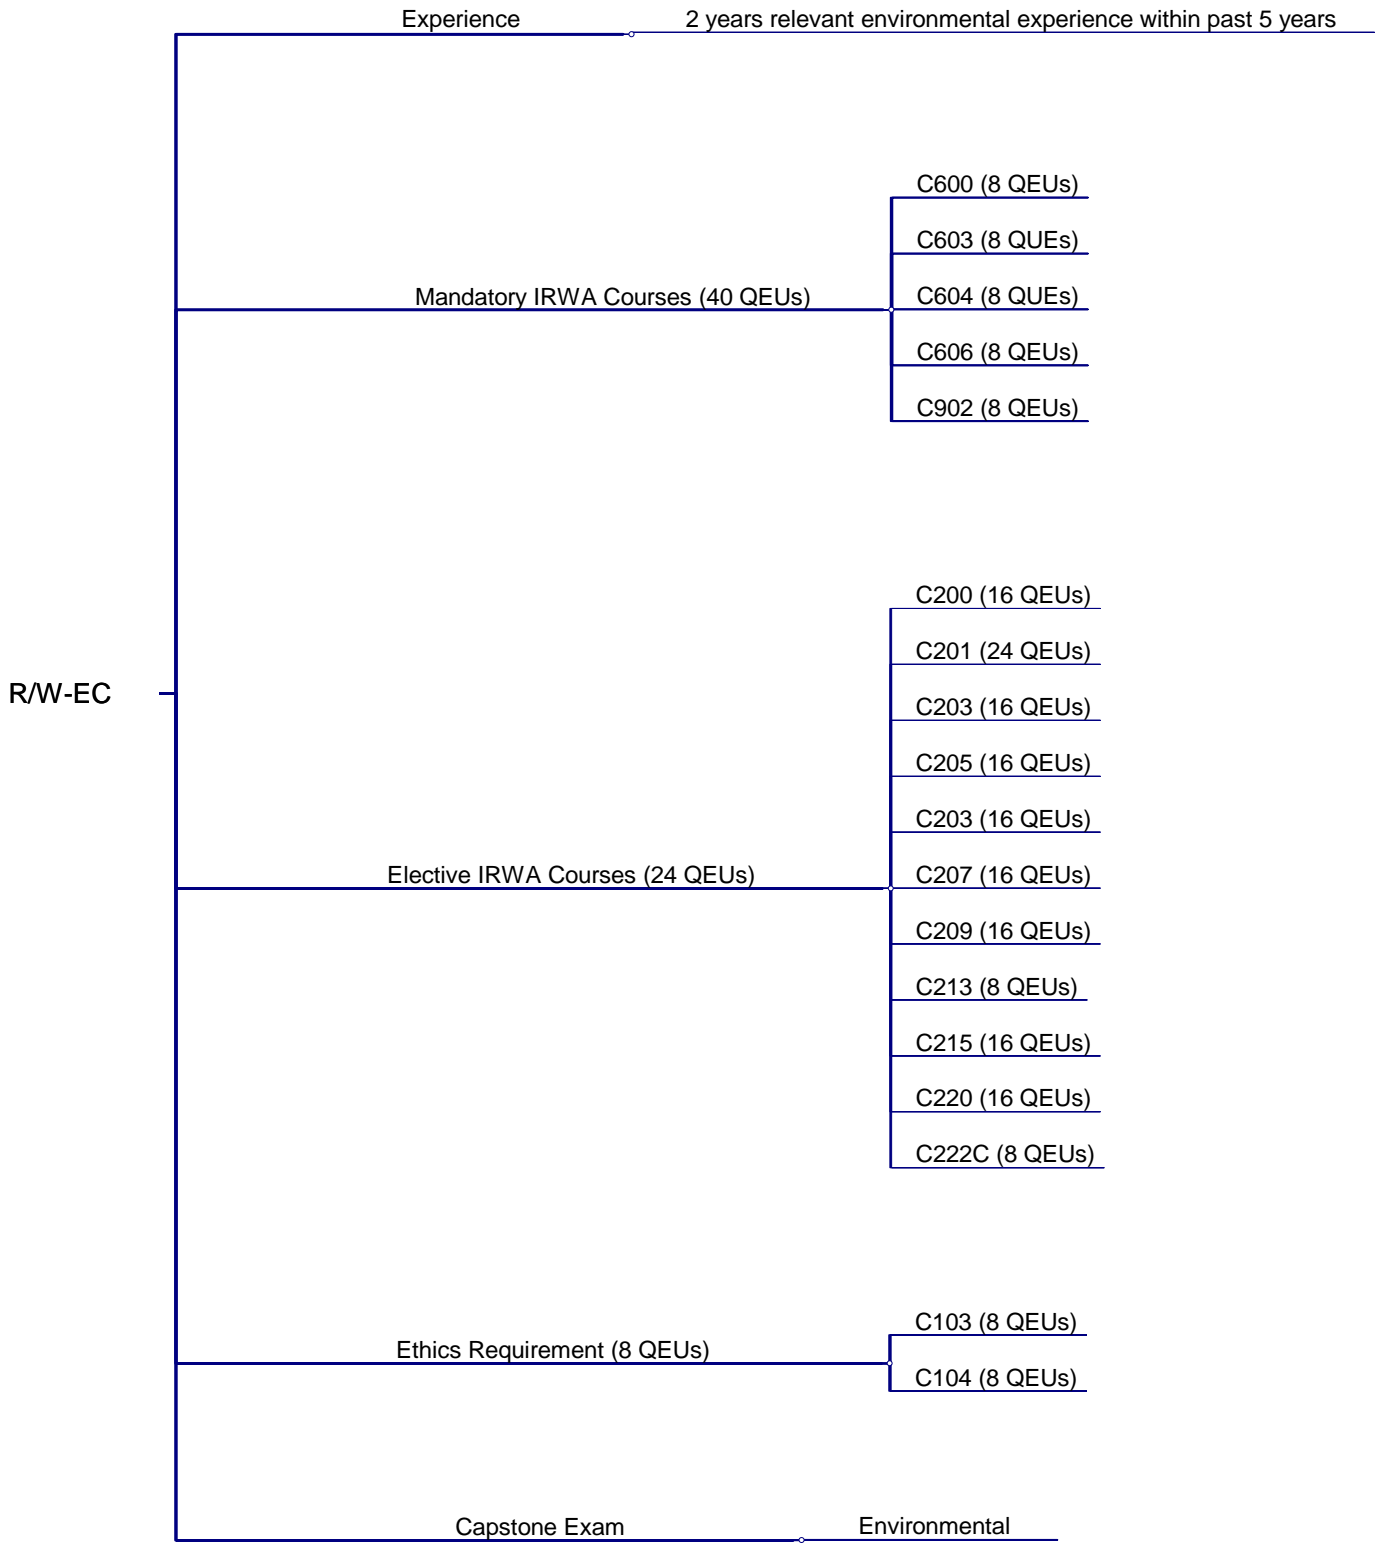 Experience
2 years relevant environmental experience within past 5 years
C600 (8 QEUs)
C603 (8 QUEs)
Mandatory IRWA Courses (40 QEUs)
C604 (8 QUEs)
C606 (8 QEUs)
C902 (8 QEUs)
C200 (16 QEUs)
C201 (24 QEUs)
R/W-EC
C203 (16 QEUs)
C205 (16 QEUs)
C203 (16 QEUs)
Elective IRWA Courses (24 QEUs)
C207 (16 QEUs)
C209 (16 QEUs)
C213 (8 QEUs)
C215 (16 QEUs)
C220 (16 QEUs)
C222C (8 QEUs)
C103 (8 QEUs)
Ethics Requirement (8 QEUs)
C104 (8 QEUs)
Capstone Exam
Environmental